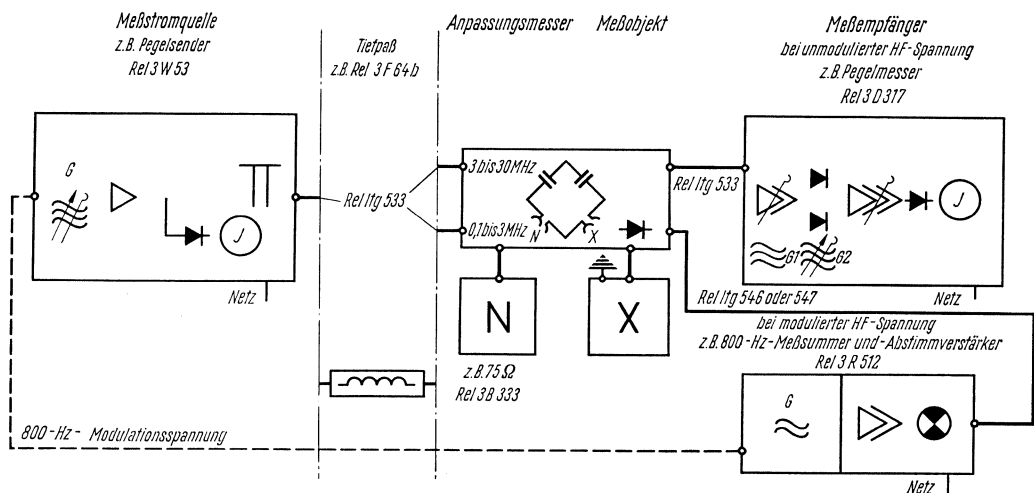 Meßstromquelle
z.B. Pegelsender
Rel 3 W 53
Tiefpaß
z.B. Rel 3 F 64 b
Anpassungsmesser
Meßobjekt
Meßempfänger
bei unmodulierter HF-Spannung
z.B. Pegelmesser
Rel 3 D 317
G
J
Netz
Rel ltg 533
3 bis 30 MHz
0,1 bis 3 MHz
N
X
Rel ltg 533
G1
G2
J
Netz
N
X
z.B. 75 Ω
Rel 3 B 333
Rel ltg 546 oder 547
bei modulierter HF-Spannung
z.B. 800-Hz-Meßsummer und -Abstimmverstärker
Rel 3 R 512
G
Netz
800-Hz- Modulationsspannung